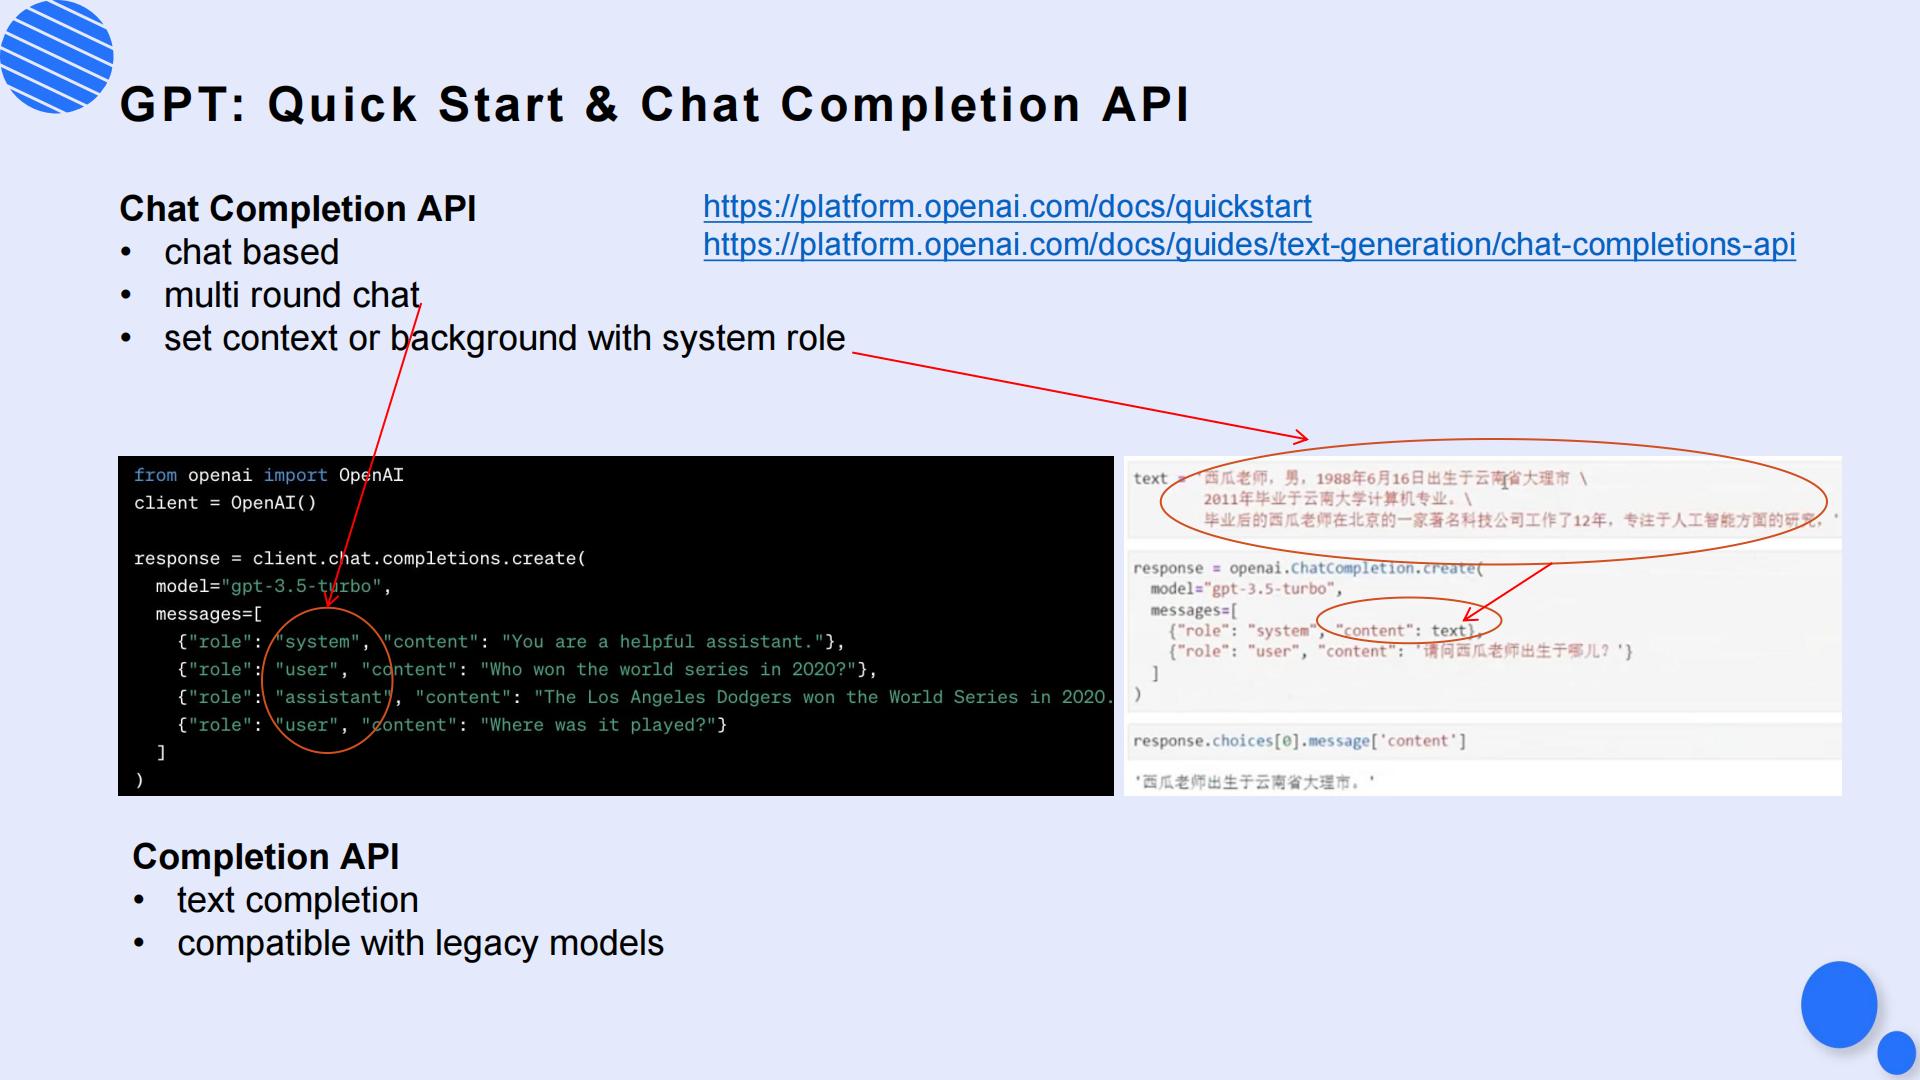 GPT: Quick Start & Chat Completion API
Chat Completion API
• chat based
• multi round chat
• set context or background with system role
https://platform.openai.com/docs/quickstart
https://platform.openai.com/docs/guides/text-generation/chat-completions-api
from openai import OpenAI
client = OpenAI()
response = client.chat.completions.create(
model="gpt-3.5-turbo",
messages=[
{"role": "system", "content": "You are a helpful assistant."},
{"role": "user", "content": "Who won the world series in 2020?"},
{"role": "assistant", "content": "The Los Angeles Dodgers won the World Series in 2020.
{"role": "user", "content": "Where was it played?"}
]
)
text = '西瓜老师，男，1988年6月16日出生于云南省大理市 \
2011年毕业于云南大学计算机专业。\
毕业后的西瓜老师在北京的一家著名科技公司工作了12年，专注于人工智能方面的研究。'
response = openai.ChatCompletion.create(
model="gpt-3.5-turbo",
messages=[
{"role": "system", "content": text},
{"role": "user", "content": '请问西瓜老师出生于哪儿？'}
]
)
response.choices[0].message['content']
'西瓜老师出生于云南省大理市。'
Completion API
• text completion
• compatible with legacy models